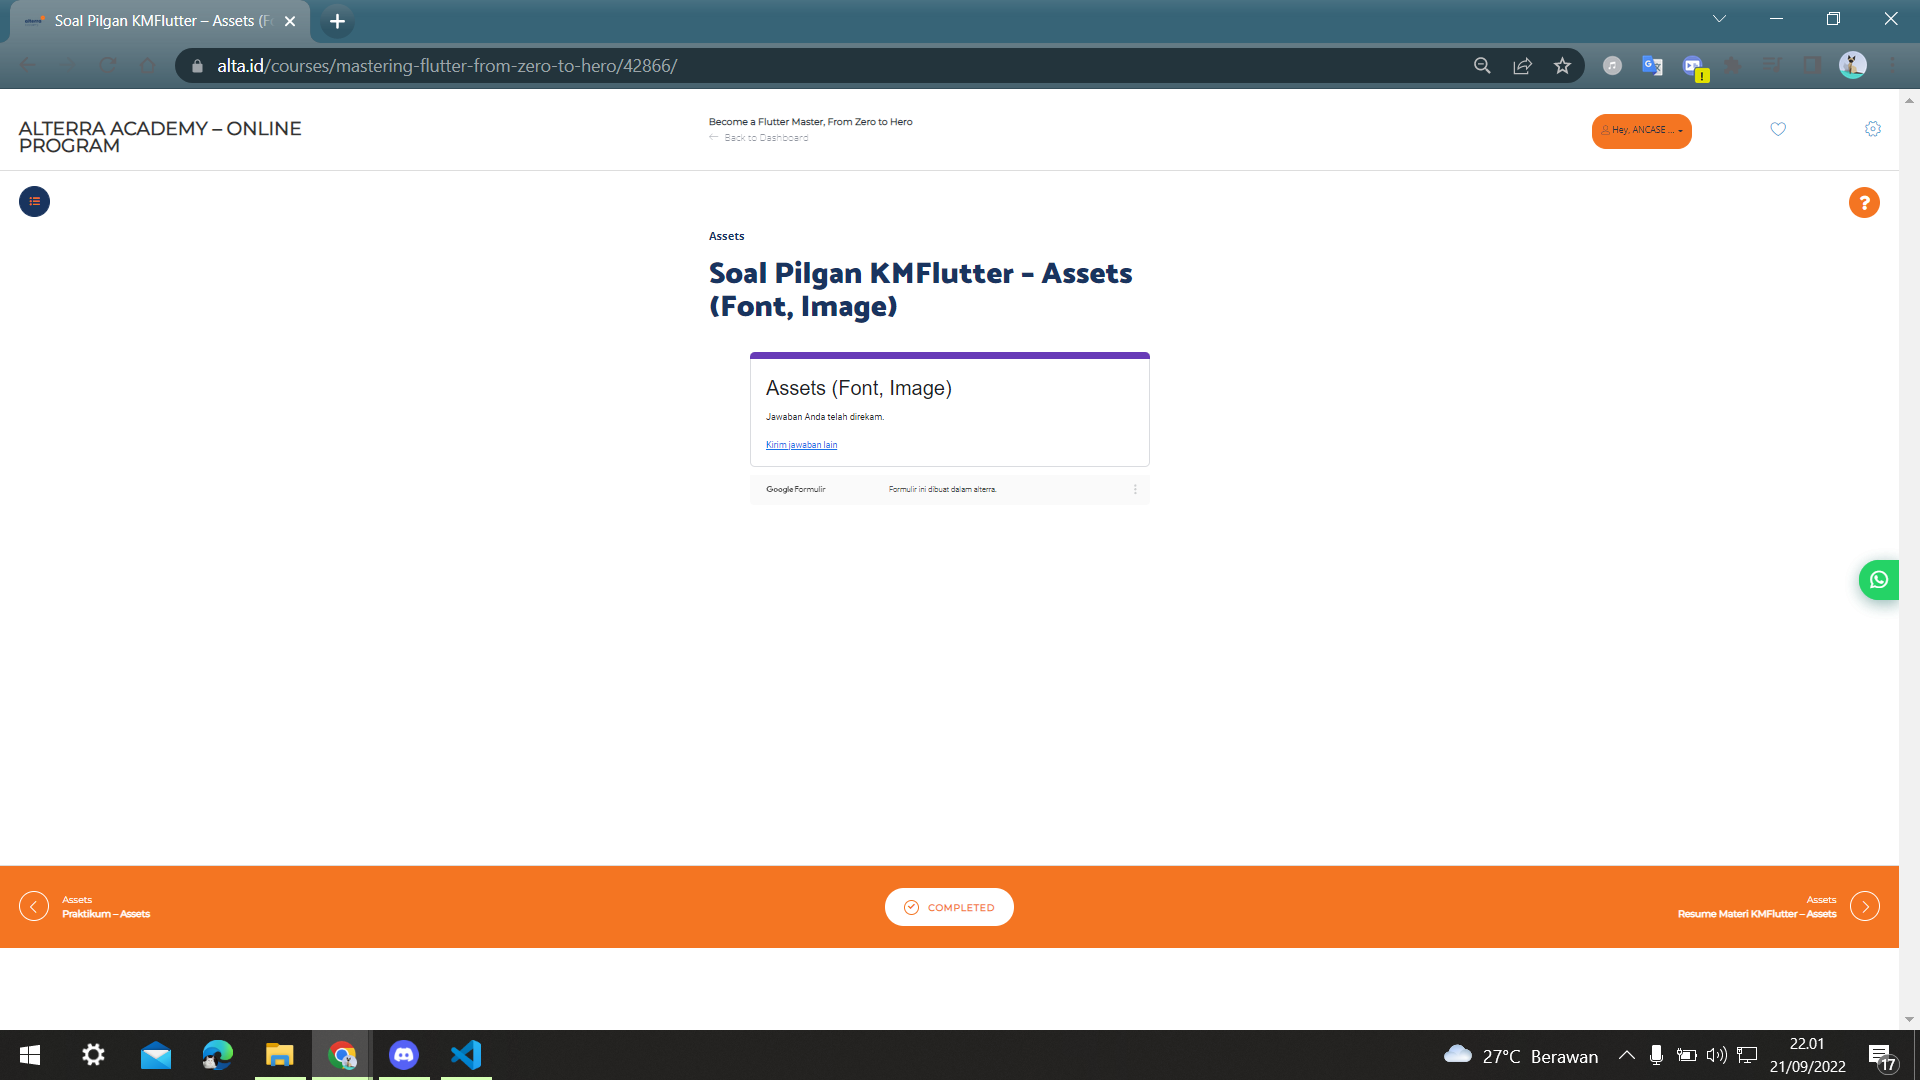 Soal Pilgan KMFlutter – Assets (F
alta.id/courses/mastering-flutter-from-zero-to-hero/42866/
ALTERRA ACADEMY – ONLINE
PROGRAM
Become a Flutter Master, From Zero to Hero
Back to Dashboard
Hey, ANCASE ...
Assets
Soal Pilgan KMFlutter – Assets
(Font, Image)
Assets (Font, Image)
Jawaban Anda telah direkam.
Kirim jawaban lain
Google Formulir
Formulir ini dibuat dalam alterra.
Assets
Praktikum – Assets
COMPLETED
Assets
Resume Materi KMFlutter – Assets
27°C Berawan
22.01
21/09/2022
17